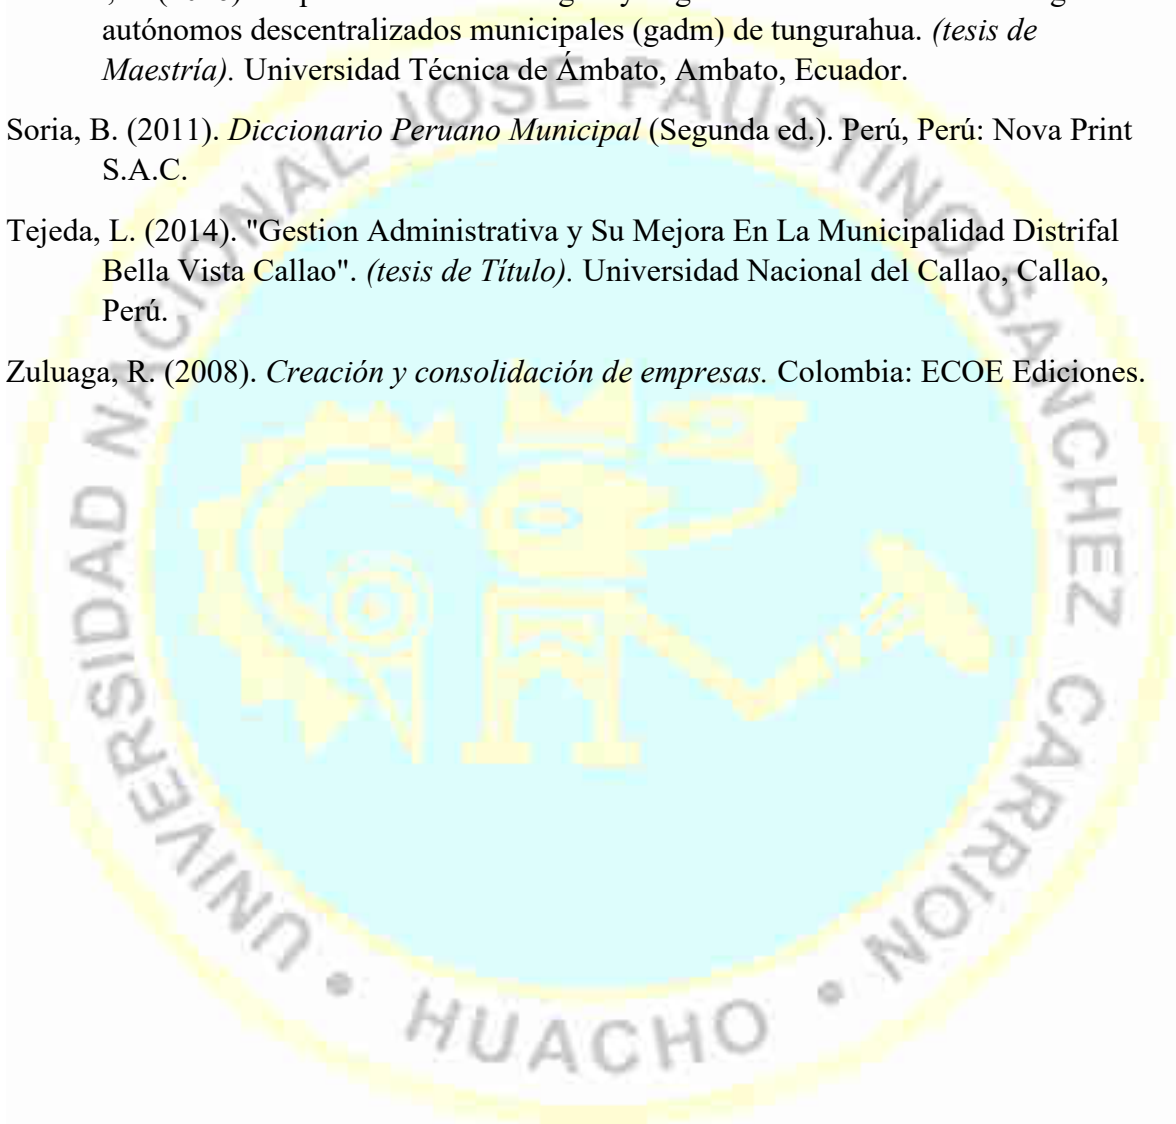 autónomos descentralizados municipales (gadm) de tungurahua. (tesis de
Maestría). Universidad Técnica de Ámbato, Ambato, Ecuador.
Soria, B. (2011). Diccionario Peruano Municipal (Segunda ed.). Perú, Perú: Nova Print
S.A.C.
Tejeda, L. (2014). "Gestion Administrativa y Su Mejora En La Municipalidad Distrifal
Bella Vista Callao". (tesis de Título). Universidad Nacional del Callao, Callao,
Perú.
Zuluaga, R. (2008). Creación y consolidación de empresas. Colombia: ECOE Ediciones.
UNIVERSIDAD NACIONAL JOSE FAUSTINO SANCHEZ CARRION
• HUACHO •